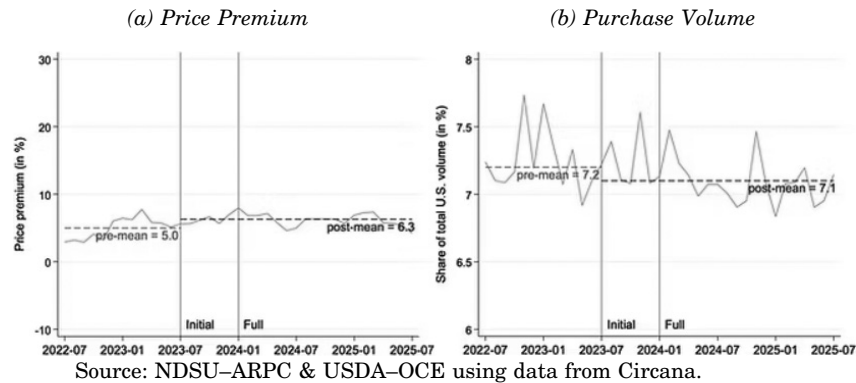 (a) Price Premium
(b) Purchase Volume
Price premium (in %)
30
20
10
0
-10
pre-mean = 5.0
post-mean = 6.3
Initial
Full
2022-07 2023-01 2023-07 2024-01 2024-07 2025-01 2025-07
Share of total U.S. volume (in %)
8
7.5
7
6.5
6
pre-mean = 7.2
post-mean = 7.1
Initial
Full
2022-07 2023-01 2023-07 2024-01 2024-07 2025-01 2025-07
Source: NDSU–ARPC & USDA–OCE using data from Circana.